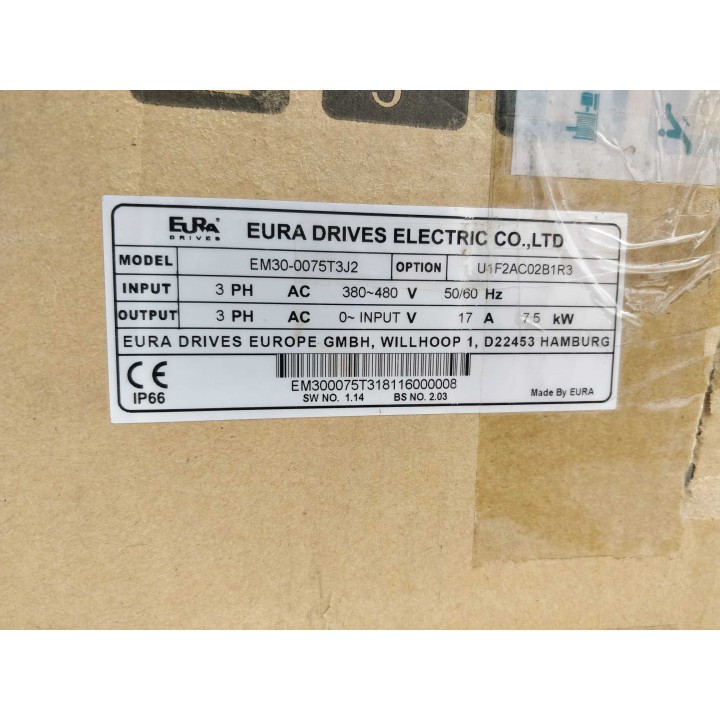 EURA® DRIVES EURA DRIVES ELECTRIC CO.,LTD
MODEL EM30-0075T3J2 OPTION U1F2AC02B1R3
INPUT 3 PH AC 380~480 V 50/60 Hz
OUTPUT 3 PH AC 0~ INPUT V 17 A 7.5 kW
EURA DRIVES EUROPE GMBH, WILLHOOP 1, D22453 HAMBURG
CE
EM300075T318116000008
IP66 SW NO. 1.14 BS NO. 2.03 Made By EURA